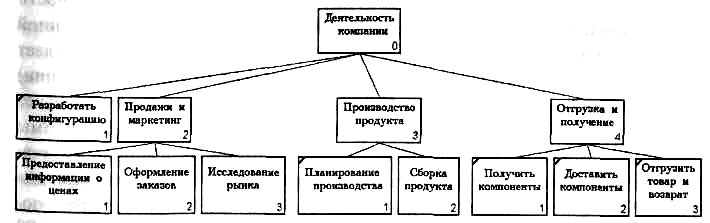 Деятельность
компании
0
Разработать
конфигурацию
1
Продажи и
маркетинг
2
Производство
продукта
3
Отгрузка и
получение
4
Предоставление
информации о
ценах
1
Оформление
заказов
2
Исследование
рынка
3
Планирование
производства
1
Сборка
продукта
2
Получить
компоненты
1
Доставить
компоненты
2
Отгрузить
товар и
возврат
3